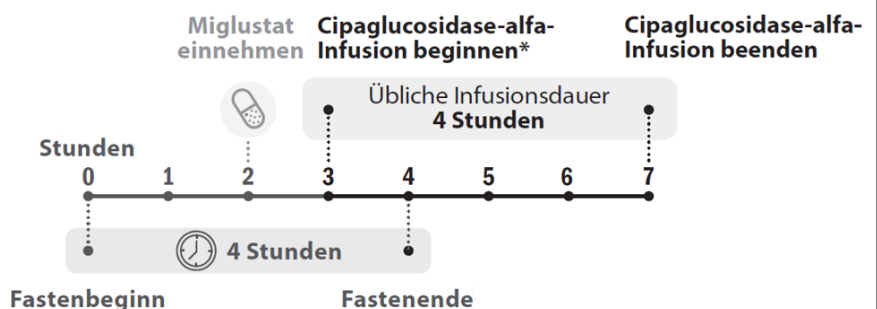 Miglustat
einnehmen
Cipaglucosidase-alfa-
Infusion beginnen*
Cipaglucosidase-alfa-
Infusion beenden
Übliche Infusionsdauer
4 Stunden
Stunden
0 1 2 3 4 5 6 7
4 Stunden
Fastenbeginn
Fastenende